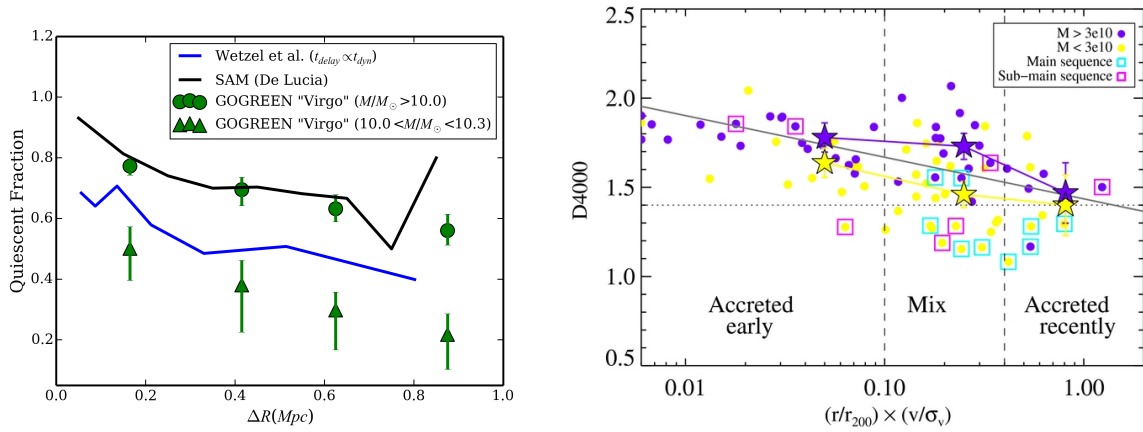 1.2
1.0
0.8
0.6
0.4
0.2
Quiescent Fraction
Wetzel et al. (t_delay ∝ t_dyn)
SAM (De Lucia)
GOGREEN "Virgo" (M/M☉>10.0)
GOGREEN "Virgo" (10.0<M/M☉<10.3)
0.0 0.2 0.4 0.6 0.8 1.0
ΔR(Mpc)
2.5
2.0
1.5
1.0
0.5
D4000
M > 3e10
M < 3e10
Main sequence
Sub-main sequence
Accreted
early
Mix
Accreted
recently
0.01 0.10 1.00
(r/r₂₀₀) × (v/σᵥ)